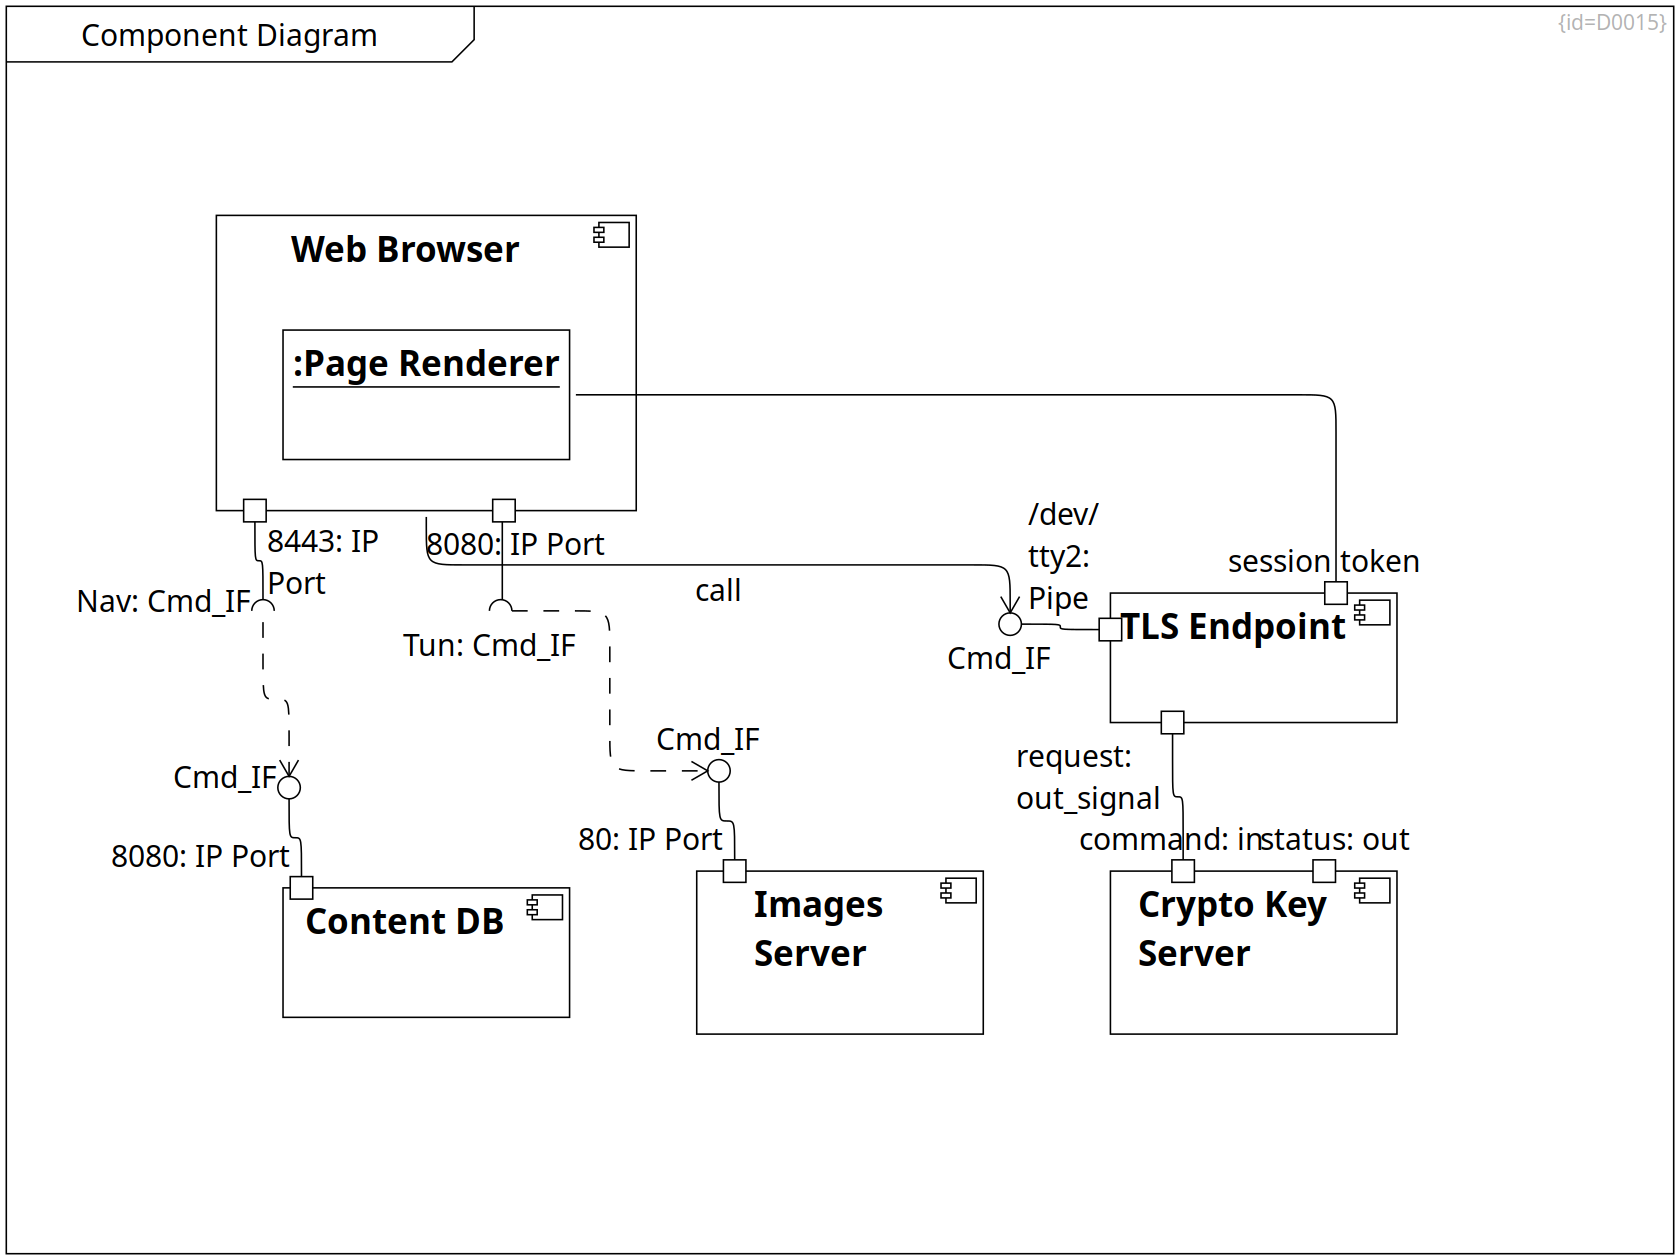 Component Diagram
{id=D0015}
Web Browser
:Page Renderer
8443: IP
Port
8080: IP Port
Nav: Cmd_IF
call
Tun: Cmd_IF
/dev/
tty2:
Pipe
session token
TLS Endpoint
Cmd_IF
Cmd_IF
Cmd_IF
request:
out_signal
8080: IP Port
80: IP Port
command: in
status: out
Content DB
Images
Server
Crypto Key
Server